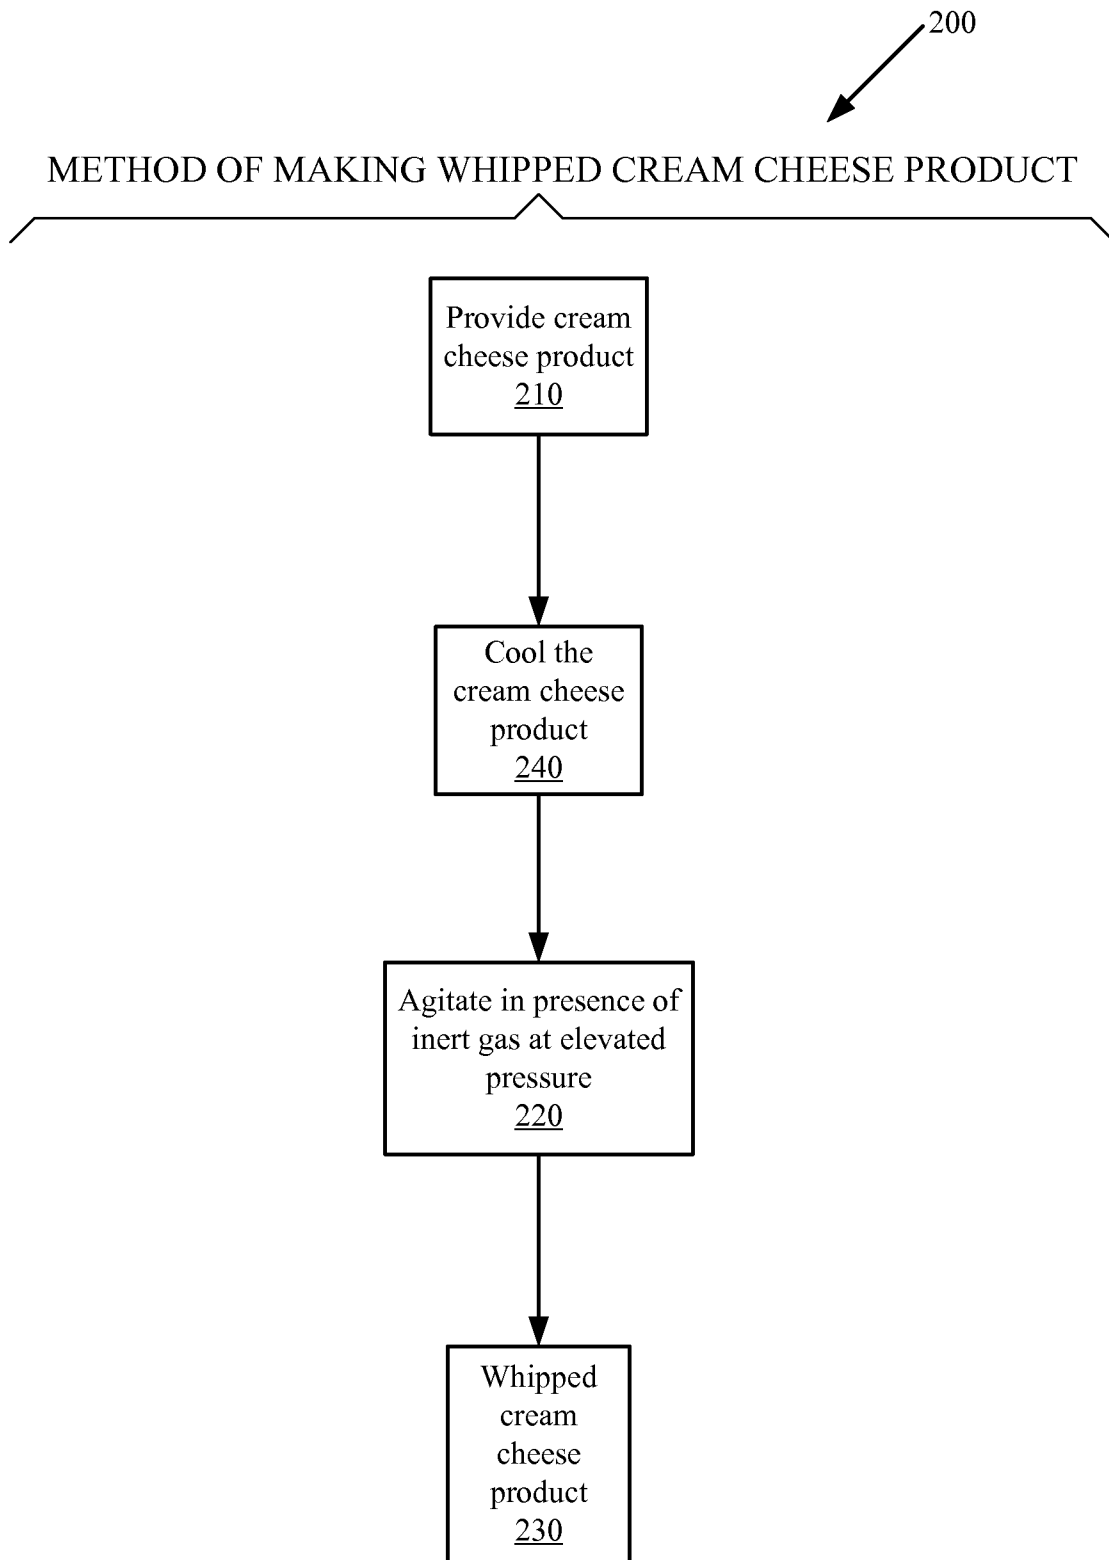 200
METHOD OF MAKING WHIPPED CREAM CHEESE PRODUCT
Provide cream
cheese product
210
Cool the
cream cheese
product
240
Agitate in presence of
inert gas at elevated
pressure
220
Whipped
cream
cheese
product
230